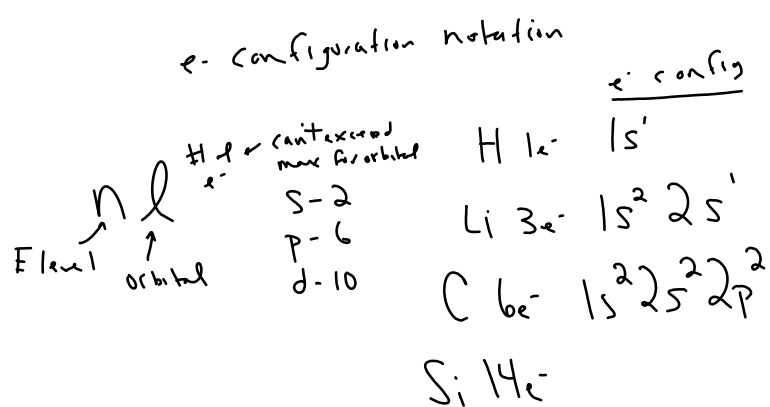 e- configuration notation
e- config
# of e- can't exceed
max for orbital
n l
E level
orbital
s - 2
p - 6
d - 10
H 1e- 1s¹
Li 3e- 1s² 2s¹
C 6e- 1s² 2s² 2p²
Si 14e-